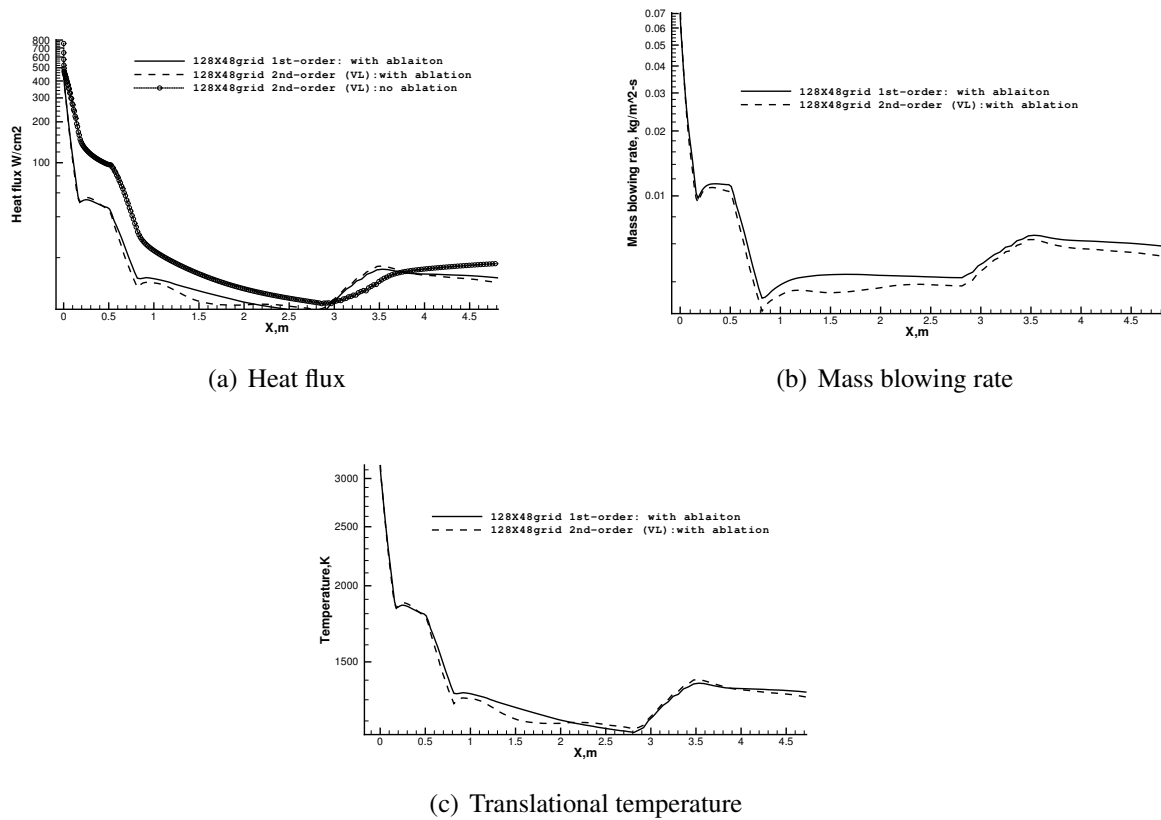 800
700
600
500
400
300
200
100
Heat flux W/cm2
128X48grid 1st-order: with ablaiton
128X48grid 2nd-order (VL):with ablation
128X48grid 2nd-order (VL):no ablation
0 0.5 1 1.5 2 2.5 3 3.5 4 4.5
X,m
(a) Heat flux
0.07
0.06
0.05
0.04
0.03
0.02
0.01
Mass blowing rate, kg/m^2-s
128X48grid 1st-order: with ablaiton
128X48grid 2nd-order (VL):with ablation
0 0.5 1 1.5 2 2.5 3 3.5 4 4.5
X,m
(b) Mass blowing rate
3000
2500
2000
1500
Temperature,K
128X48grid 1st-order: with ablaiton
128X48grid 2nd-order (VL):with ablation
0 0.5 1 1.5 2 2.5 3 3.5 4 4.5
X,m
(c) Translational temperature